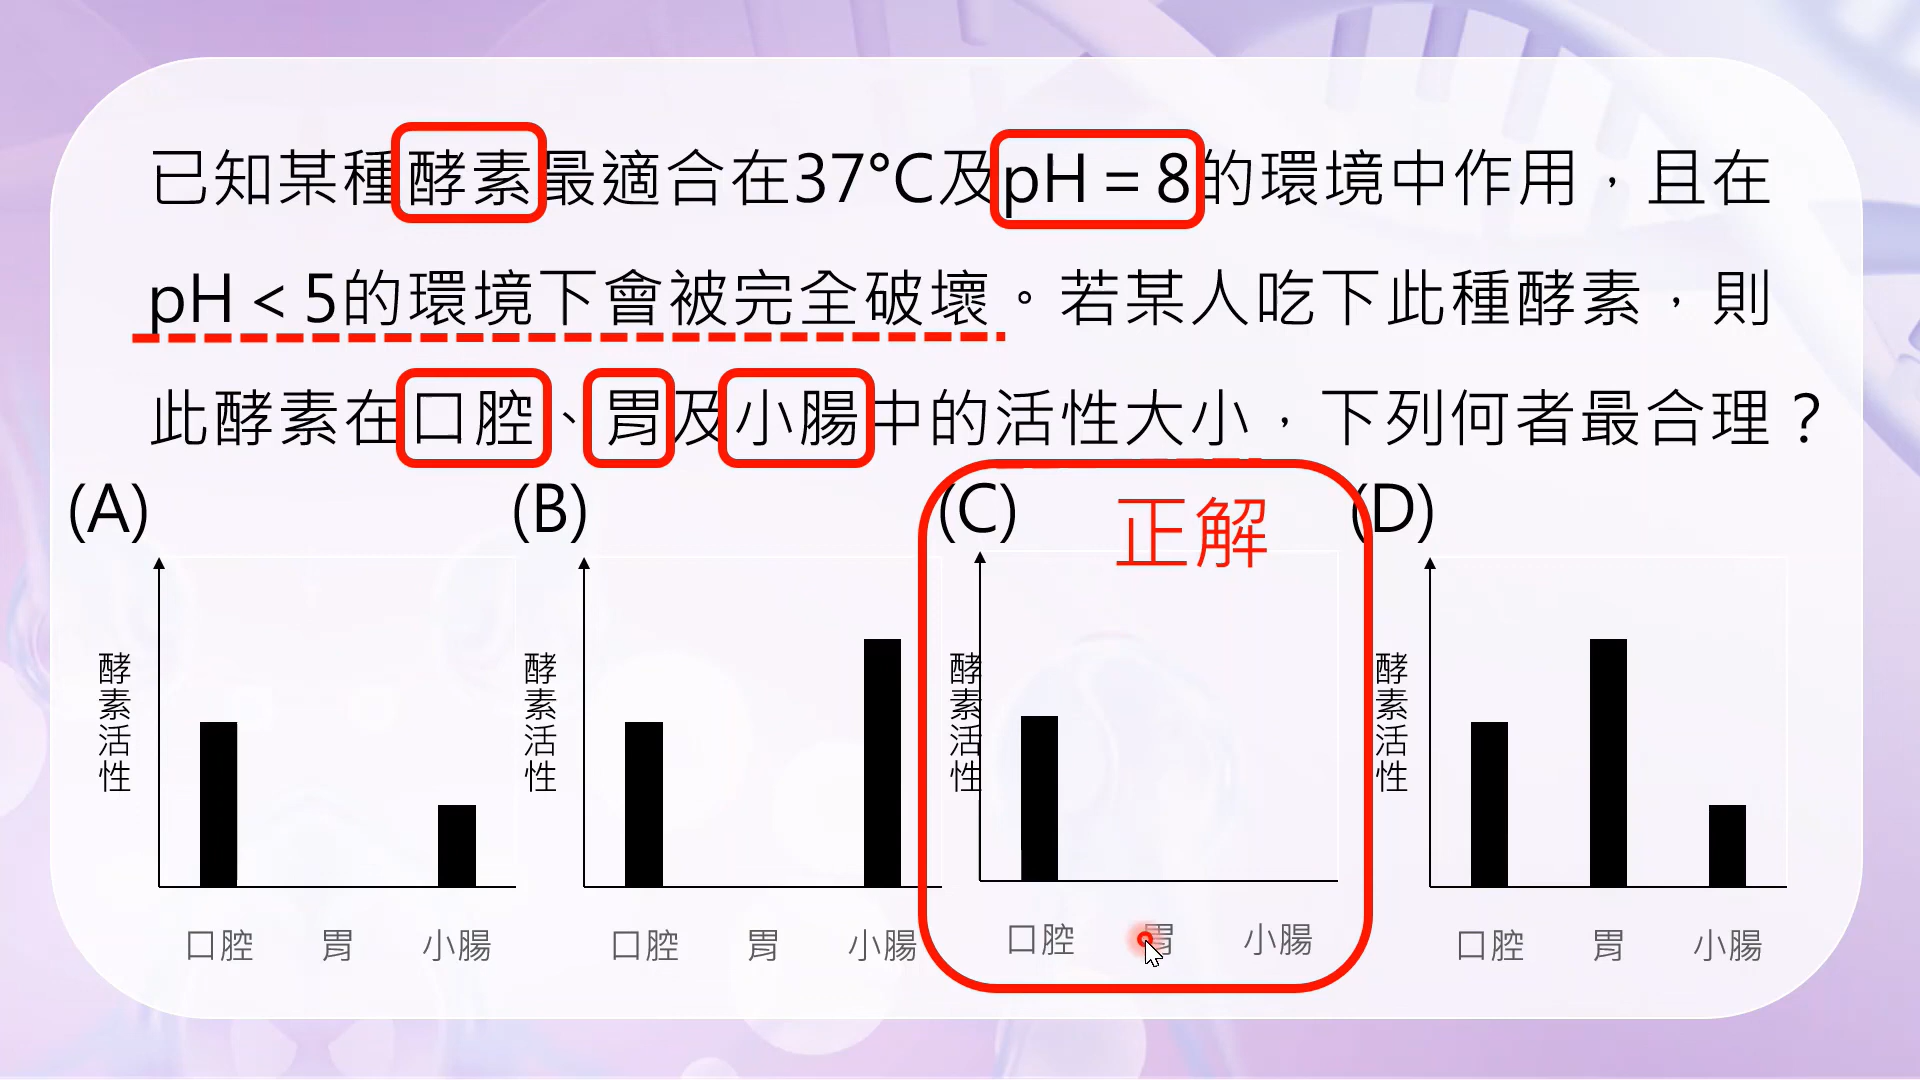 已知某種酵素最適合在37°C及pH = 8的環境中作用，且在
pH < 5的環境下會被完全破壞。若某人吃下此種酵素，則
此酵素在口腔、胃及小腸中的活性大小，下列何者最合理？
(A)
(B)
(C)
正解
(D)
酵素活性
酵素活性
酵素活性
酵素活性
口腔 胃 小腸
口腔 胃 小腸
口腔 胃 小腸
口腔 胃 小腸